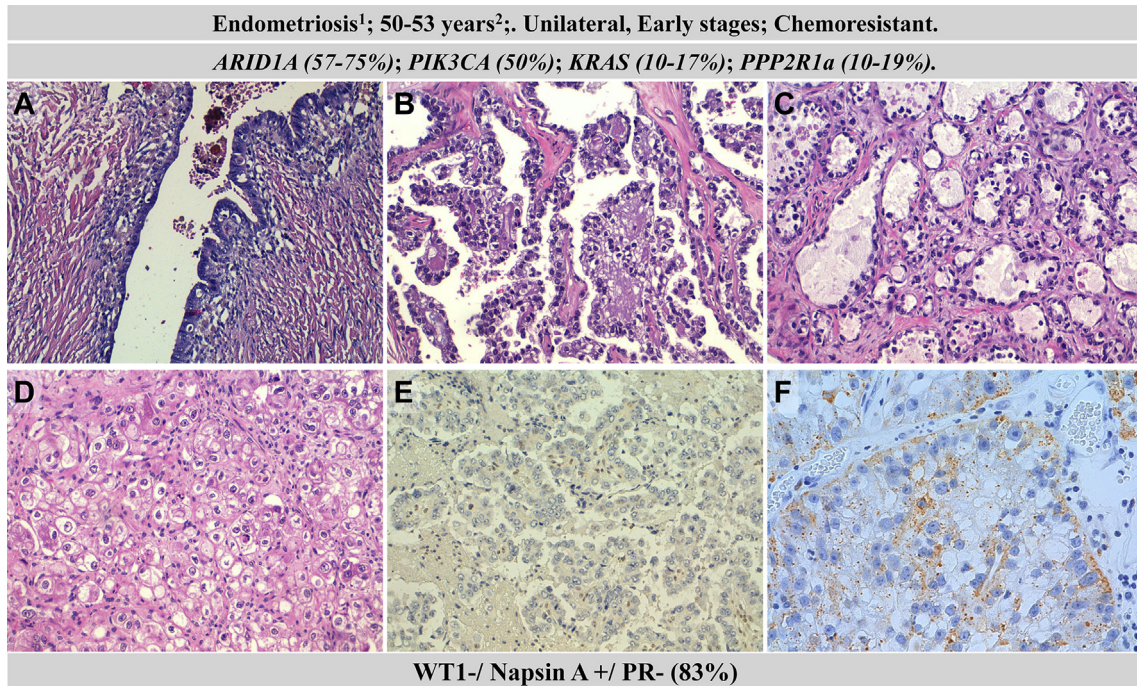 Endometriosis¹; 50-53 years²;. Unilateral, Early stages; Chemoresistant.
ARID1A (57-75%); PIK3CA (50%); KRAS (10-17%); PPP2R1a (10-19%).
A
B
C
D
E
F
WT1-/ Napsin A +/ PR- (83%)